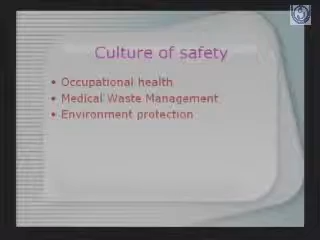 Culture of safety
• Occupational health
• Medical Waste Management
• Environment protection